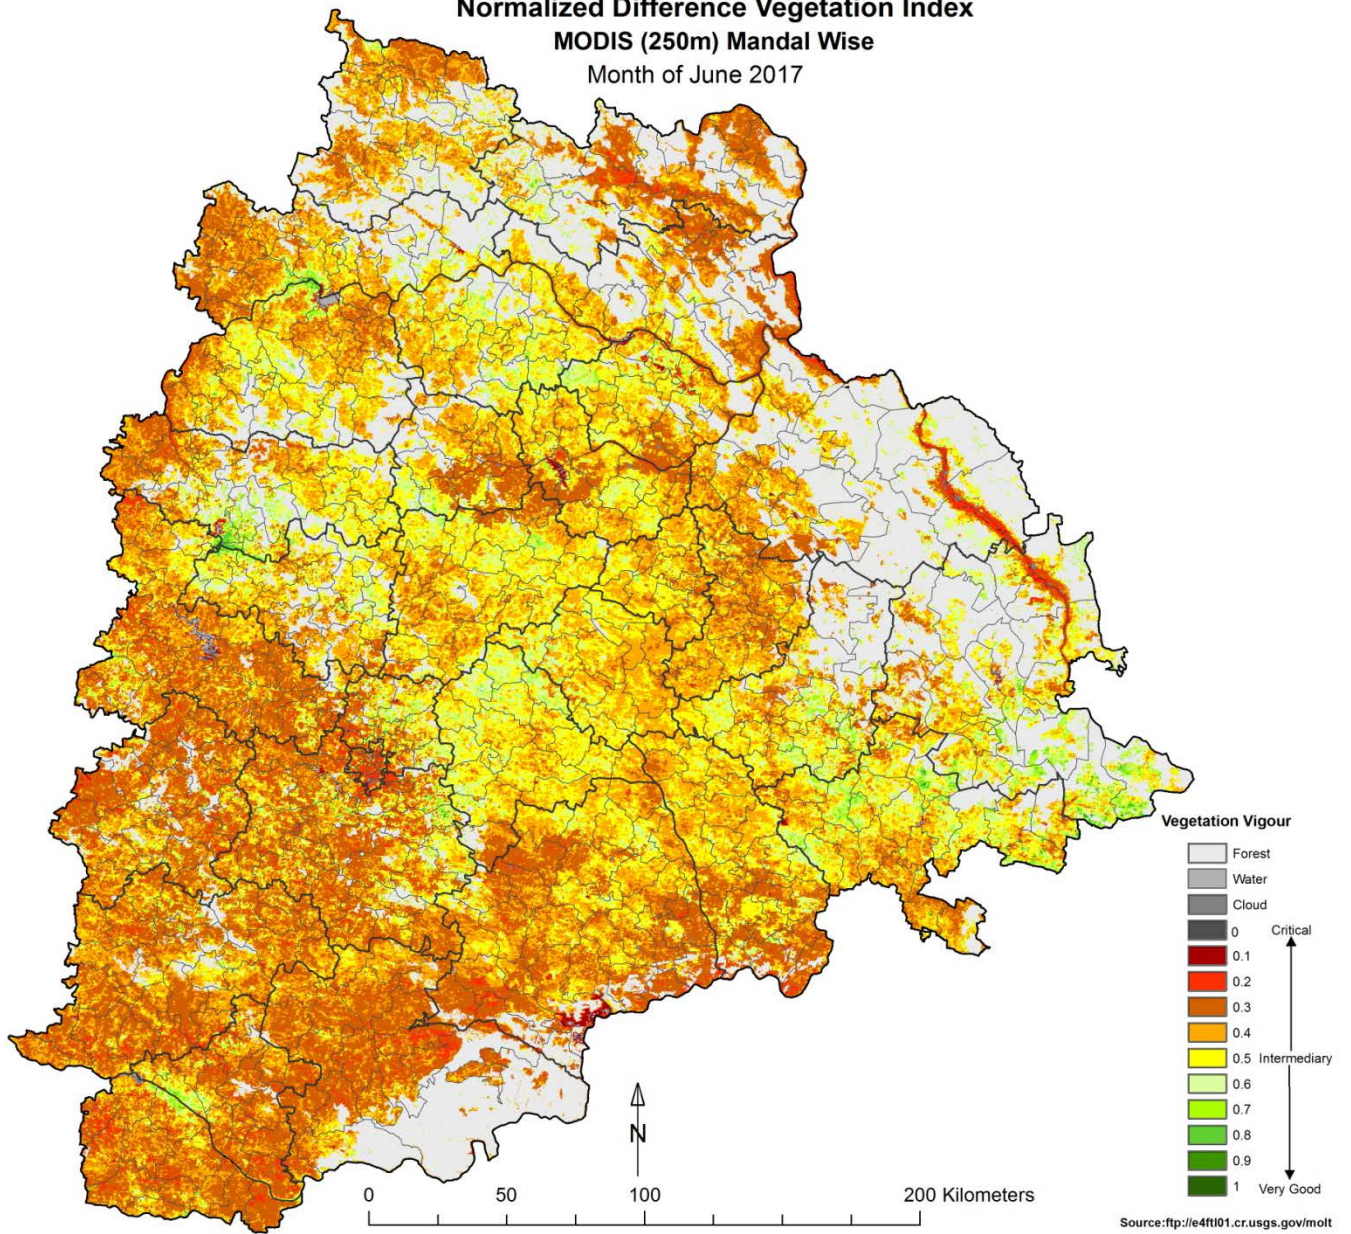 Normalized Difference Vegetation Index
MODIS (250m) Mandal Wise
Month of June 2017
Vegetation Vigour
Forest
Water
Cloud
0 Critical
0.1
0.2
0.3
0.4
0.5 Intermediary
0.6
0.7
0.8
0.9
1 Very Good
N
0 50 100 200 Kilometers
Source:ftp://e4ftl01.cr.usgs.gov/molt